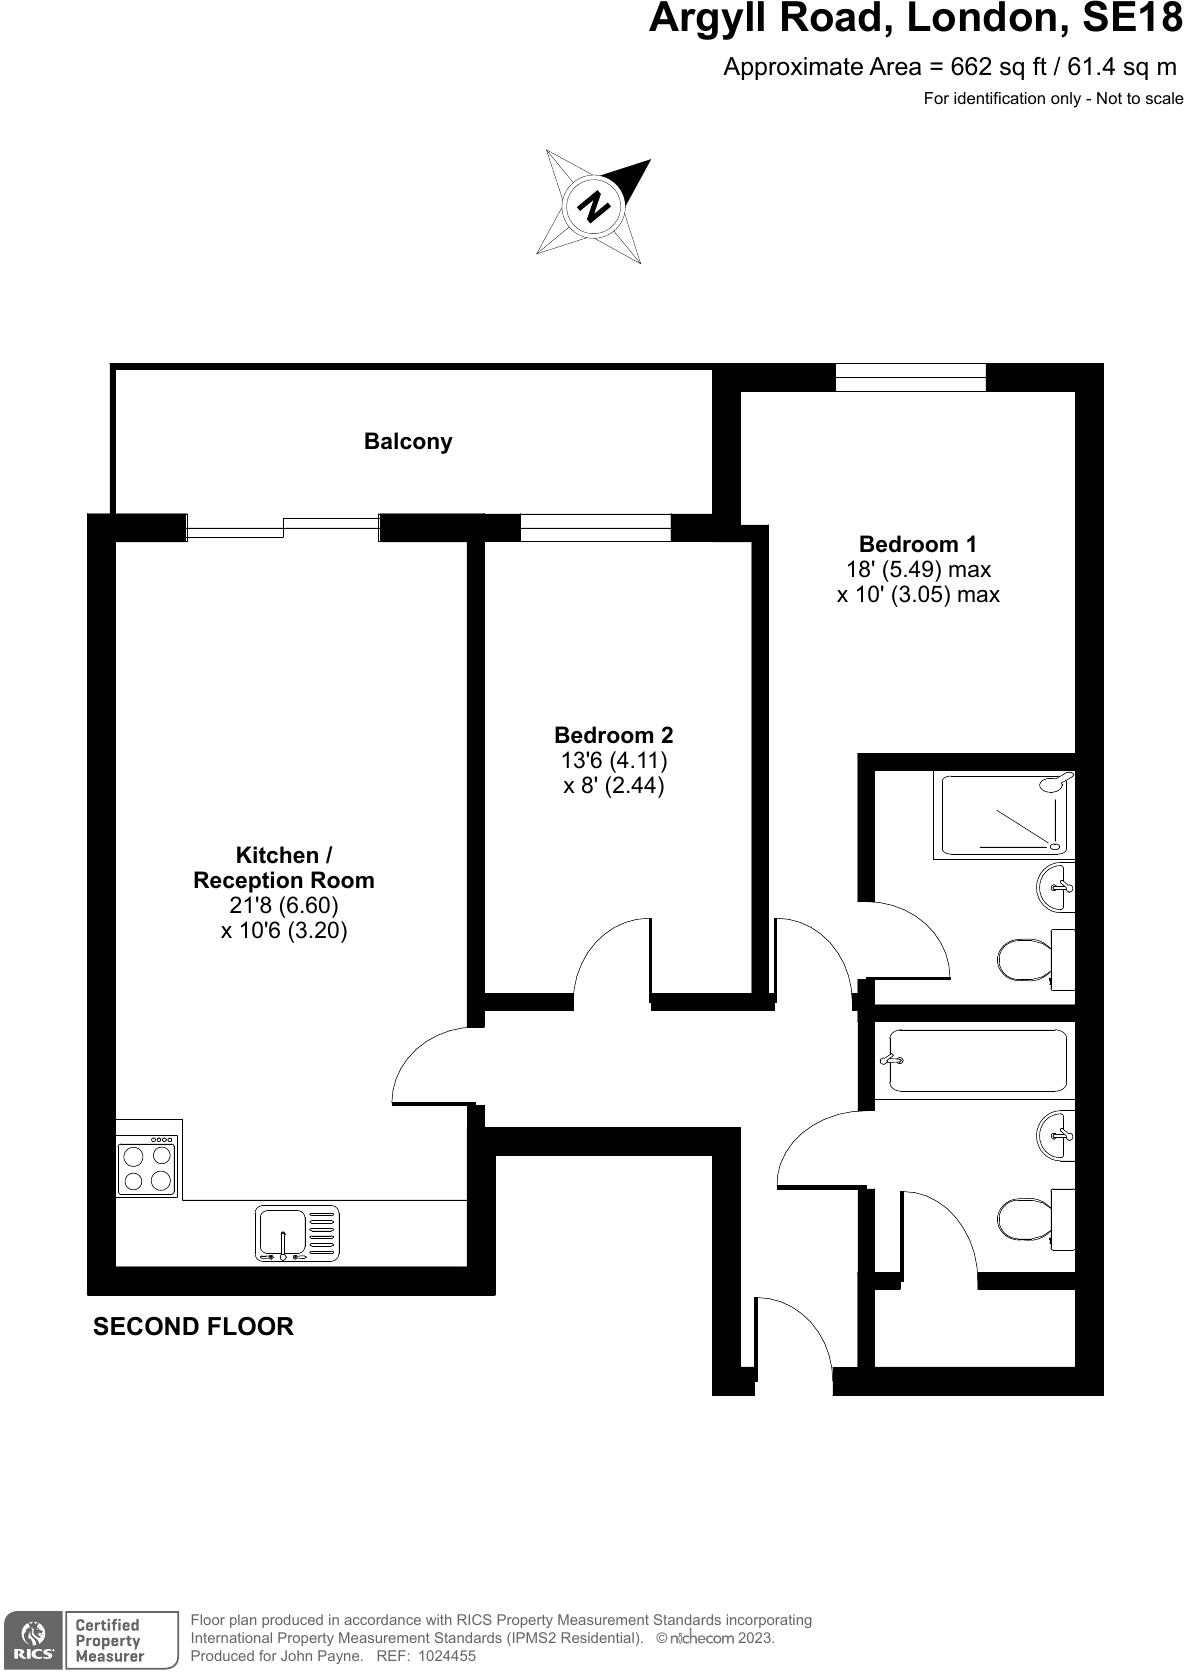 Argyll Road, London, SE18
Approximate Area = 662 sq ft / 61.4 sq m
For identification only - Not to scale
N
Balcony
Bedroom 1
18' (5.49) max
x 10' (3.05) max
Bedroom 2
13'6 (4.11)
x 8' (2.44)
Kitchen /
Reception Room
21'8 (6.60)
x 10'6 (3.20)
SECOND FLOOR
RICS
Certified
Property
Measurer
Floor plan produced in accordance with RICS Property Measurement Standards incorporating
International Property Measurement Standards (IPMS2 Residential). © nichecom 2023.
Produced for John Payne. REF: 1024455